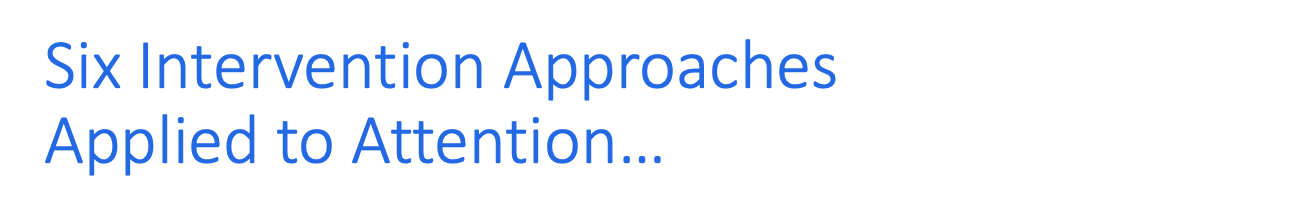 Six Intervention Approaches
Applied to Attention…